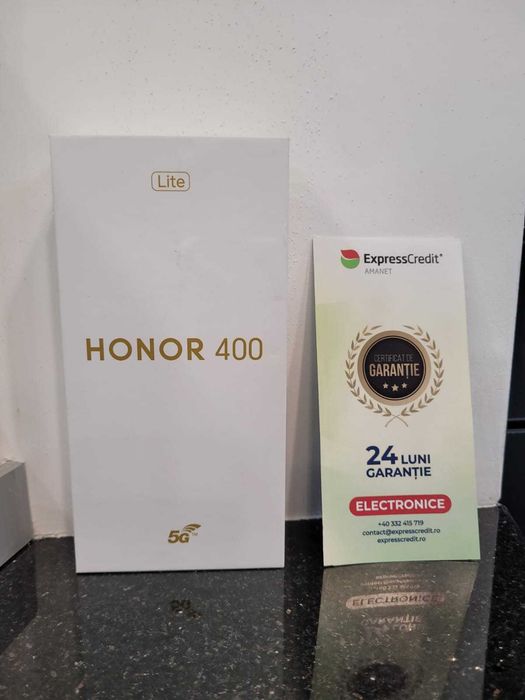 Lite
HONOR 400
5G™
ExpressCredit®
AMANET
CERTIFICAT DE
GARANȚIE
24 LUNI
GARANȚIE
ELECTRONICE
+40 332 415 719
contact@expresscredit.ro
expresscredit.ro